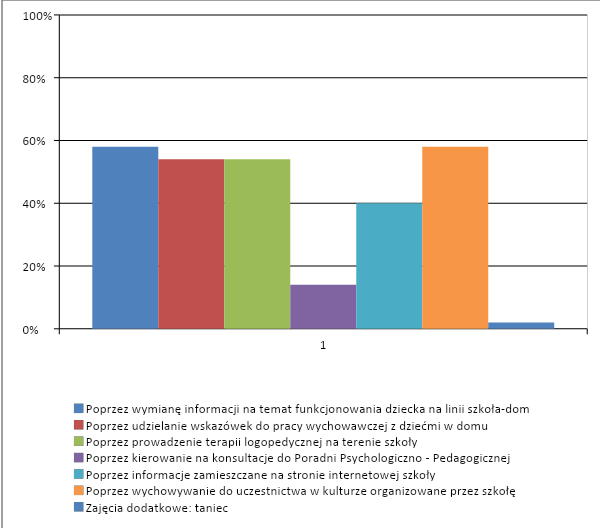 100%
80%
60%
40%
20%
0%
1
Poprzez wymianę informacji na temat funkcjonowania dziecka na linii szkoła-dom
Poprzez udzielanie wskazówek do pracy wychowawczej z dziećmi w domu
Poprzez prowadzenie terapii logopedycznej na terenie szkoły
Poprzez kierowanie na konsultacje do Poradni Psychologiczno - Pedagogicznej
Poprzez informacje zamieszczane na stronie internetowej szkoły
Poprzez wychowywanie do uczestnictwa w kulturze organizowane przez szkołę
Zajęcia dodatkowe: taniec